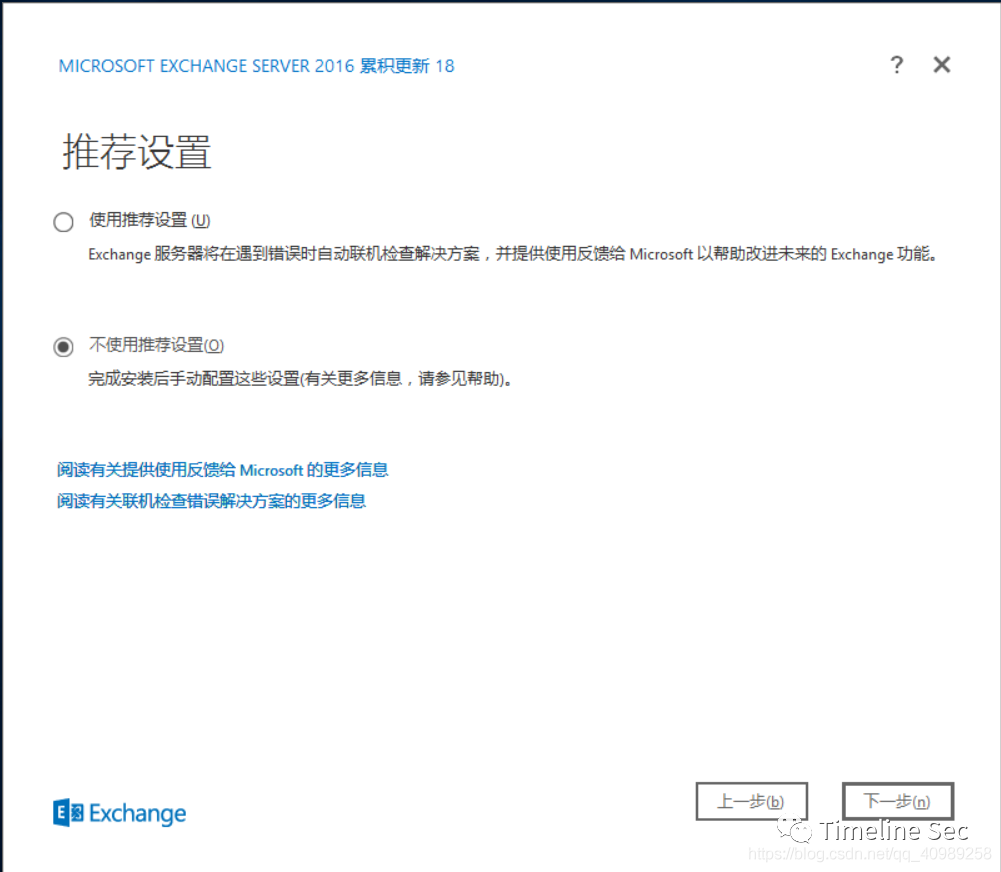 MICROSOFT EXCHANGE SERVER 2016 累积更新 18
?
推荐设置
使用推荐设置 (U)
Exchange 服务器将在遇到错误时自动联机检查解决方案，并提供使用反馈给 Microsoft 以帮助改进未来的 Exchange 功能。
不使用推荐设置(O)
完成安装后手动配置这些设置(有关更多信息，请参见帮助)。
阅读有关提供使用反馈给 Microsoft 的更多信息
阅读有关联机检查错误解决方案的更多信息
Exchange
上一步(b)
下一步(n)
Timeline Sec
https://blog.csdn.net/qq_40989258